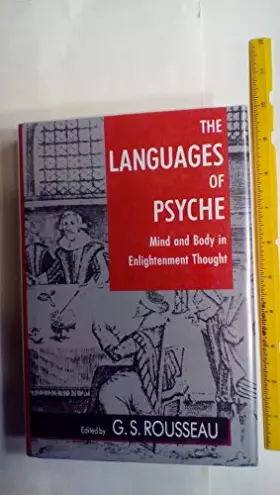 THE
LANGUAGES
OF
PSYCHE
Mind and Body in
Enlightenment Thought
Edited by G. S. ROUSSEAU